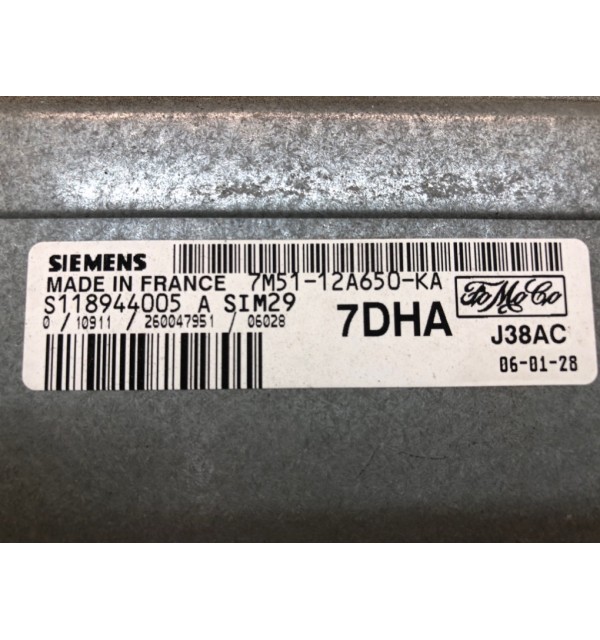 SIEMENS
MADE IN FRANCE 7M51-12A650-KA
S118944005 A SIM29
0 / 10911 / 260047951 / 06028
7DHA
FoMoCo
J38AC
06-01-28